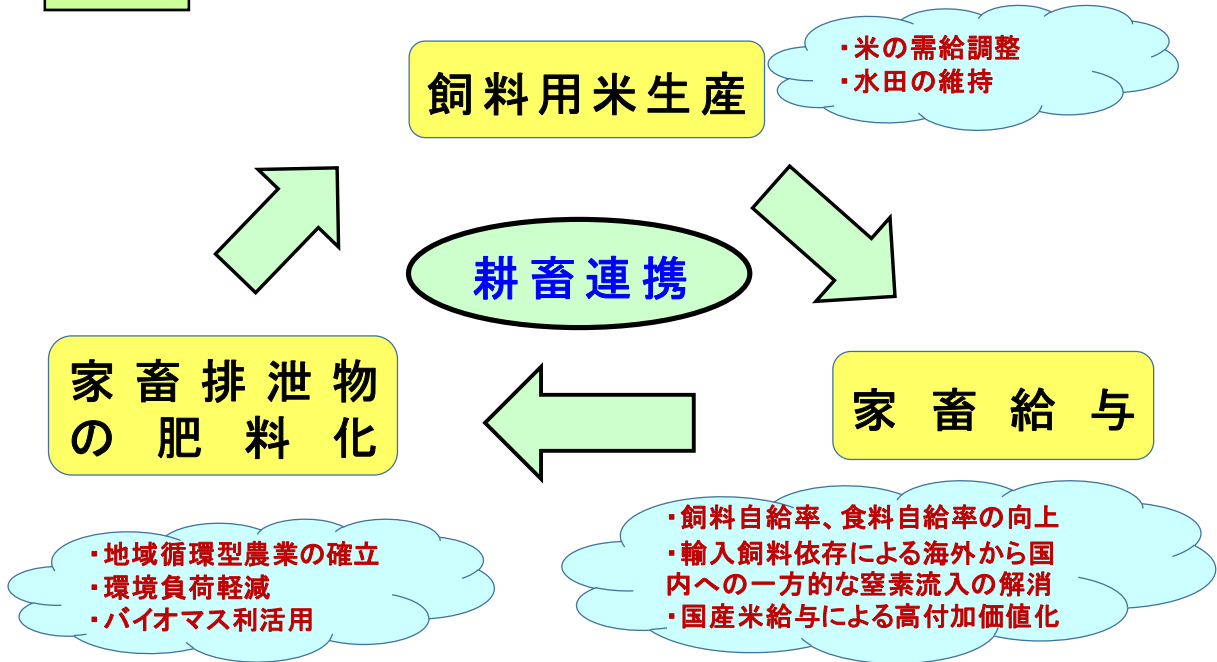 飼料用米生産
・米の需給調整
・水田の維持
耕畜連携
家畜排泄物
の肥料化
家畜給与
・地域循環型農業の確立
・環境負荷軽減
・バイオマス利活用
・飼料自給率、食料自給率の向上
・輸入飼料依存による海外から国
内への一方的な窒素流入の解消
・国産米給与による高付加価値化